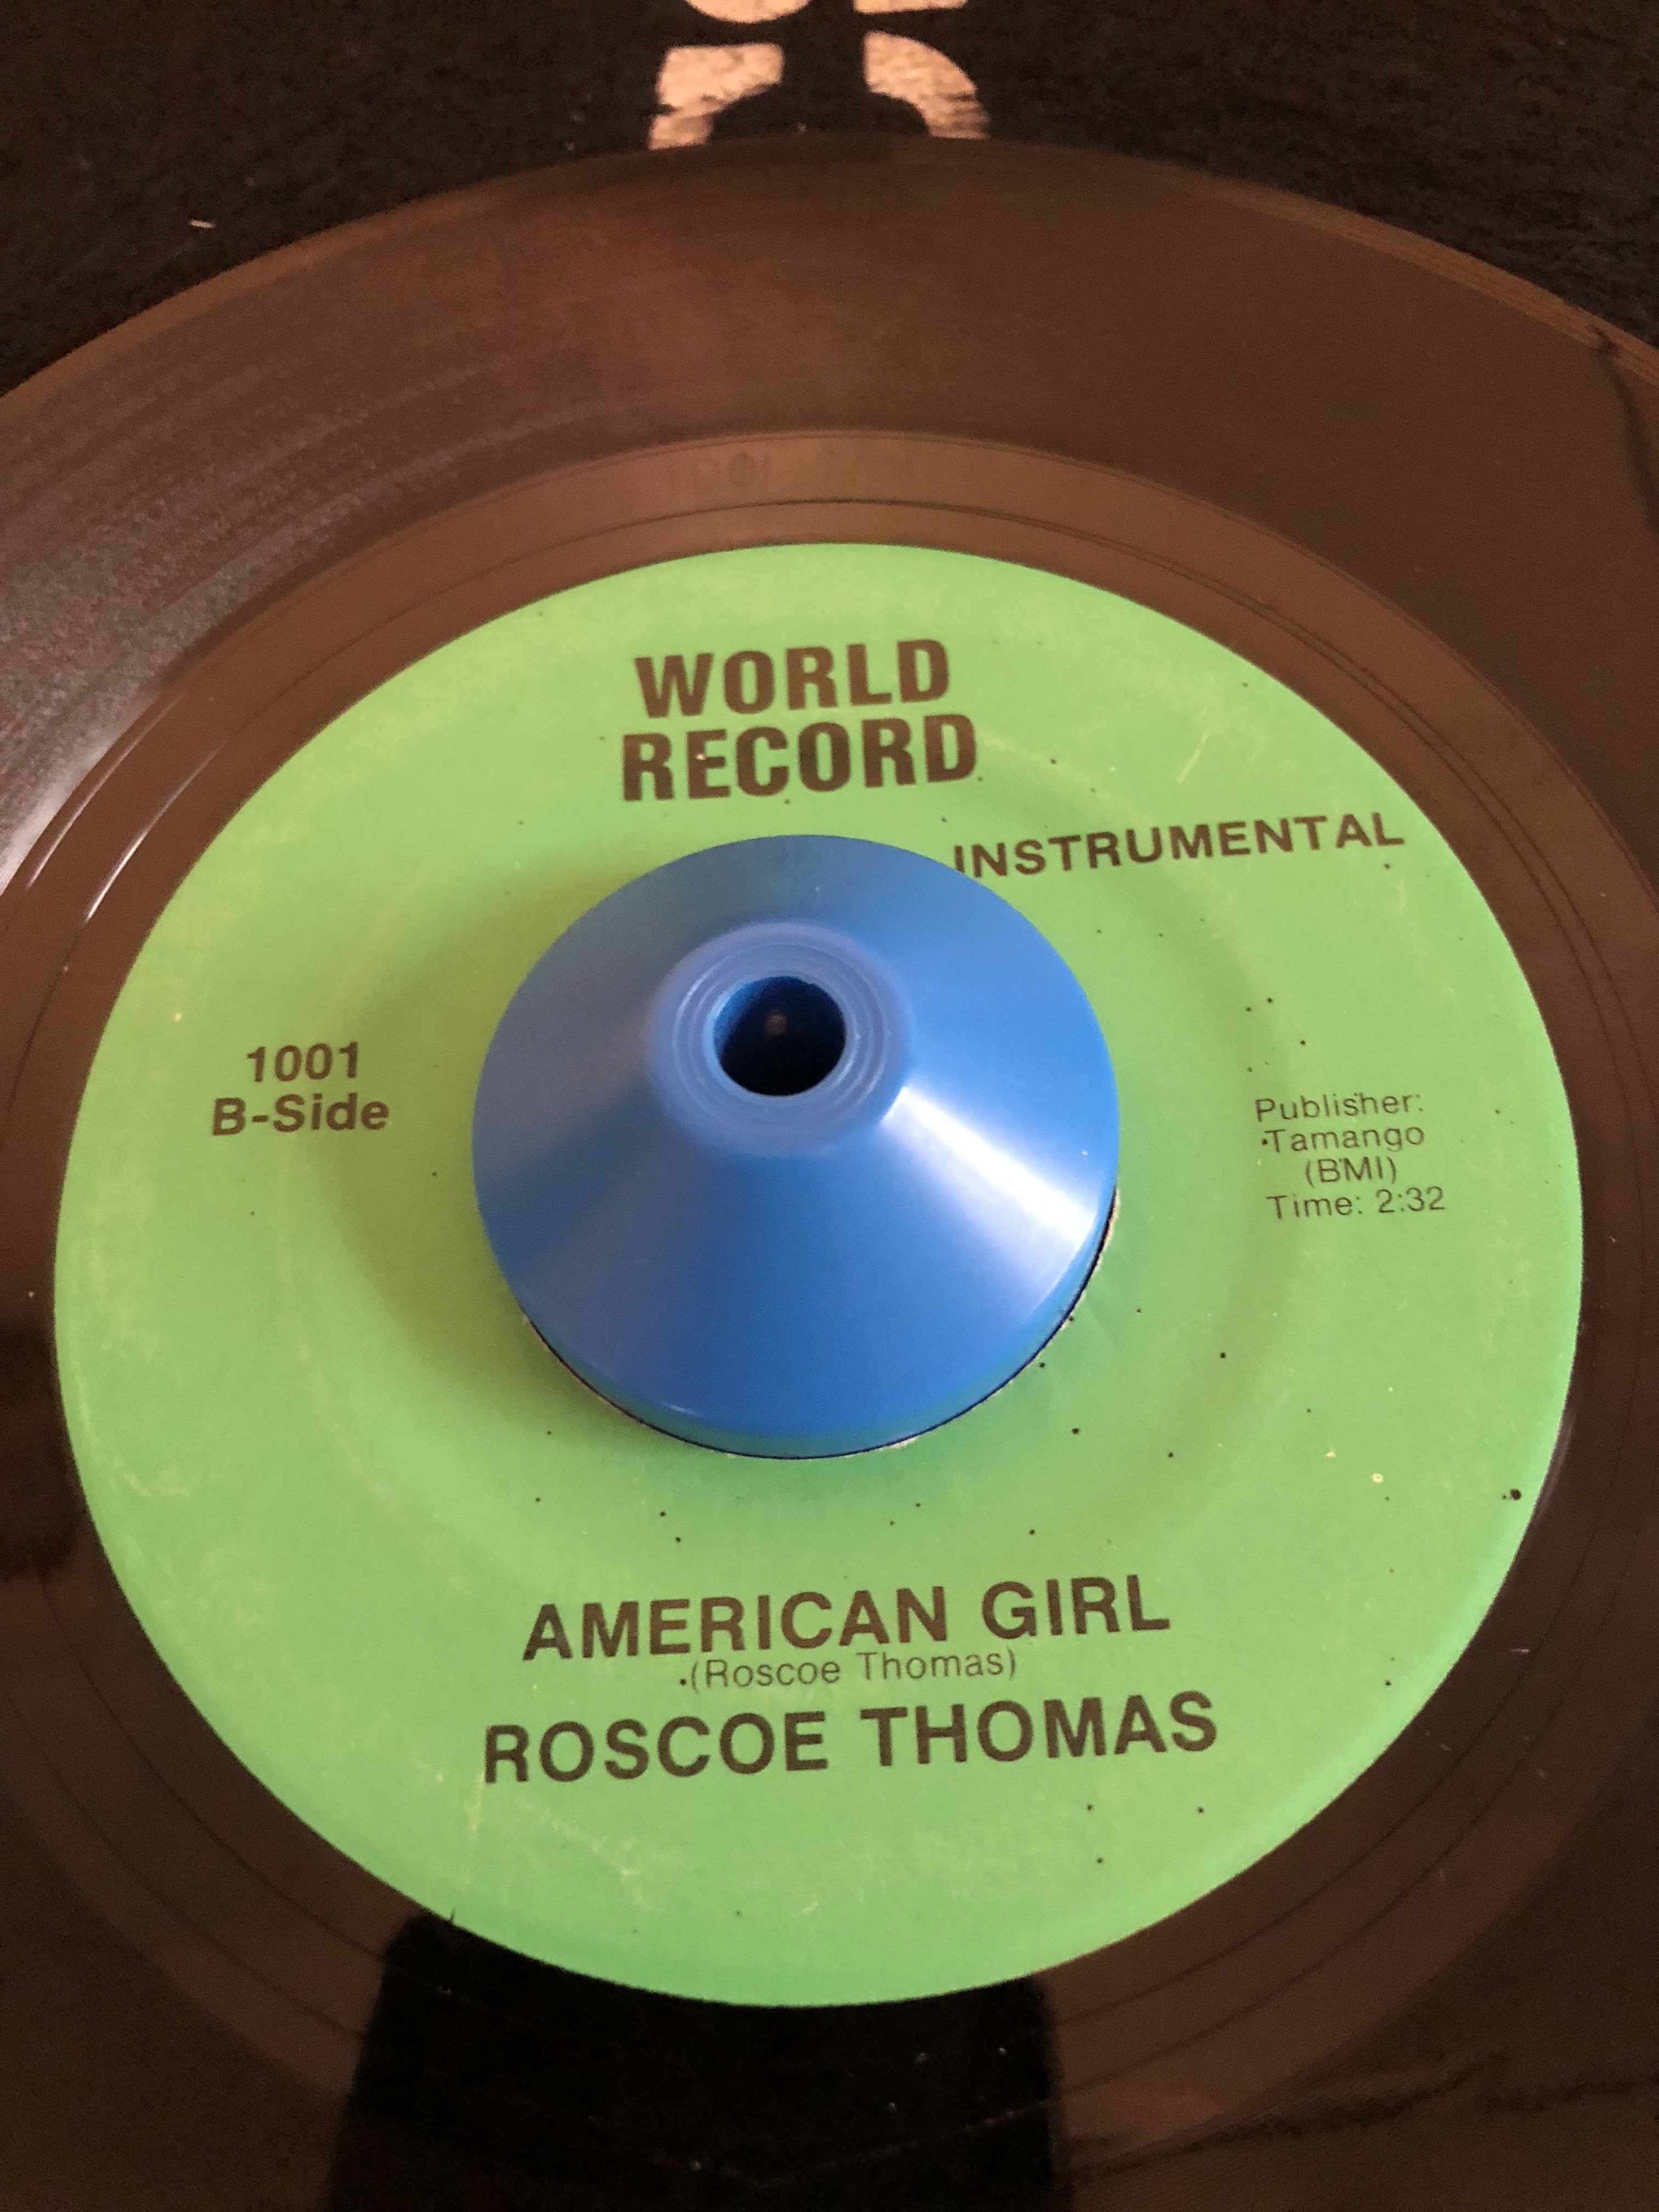 WORLD
RECORD
INSTRUMENTAL
1001
B-Side
Publisher:
Tamango
(BMI)
Time: 2:32
AMERICAN GIRL
(Roscoe Thomas)
ROSCOE THOMAS